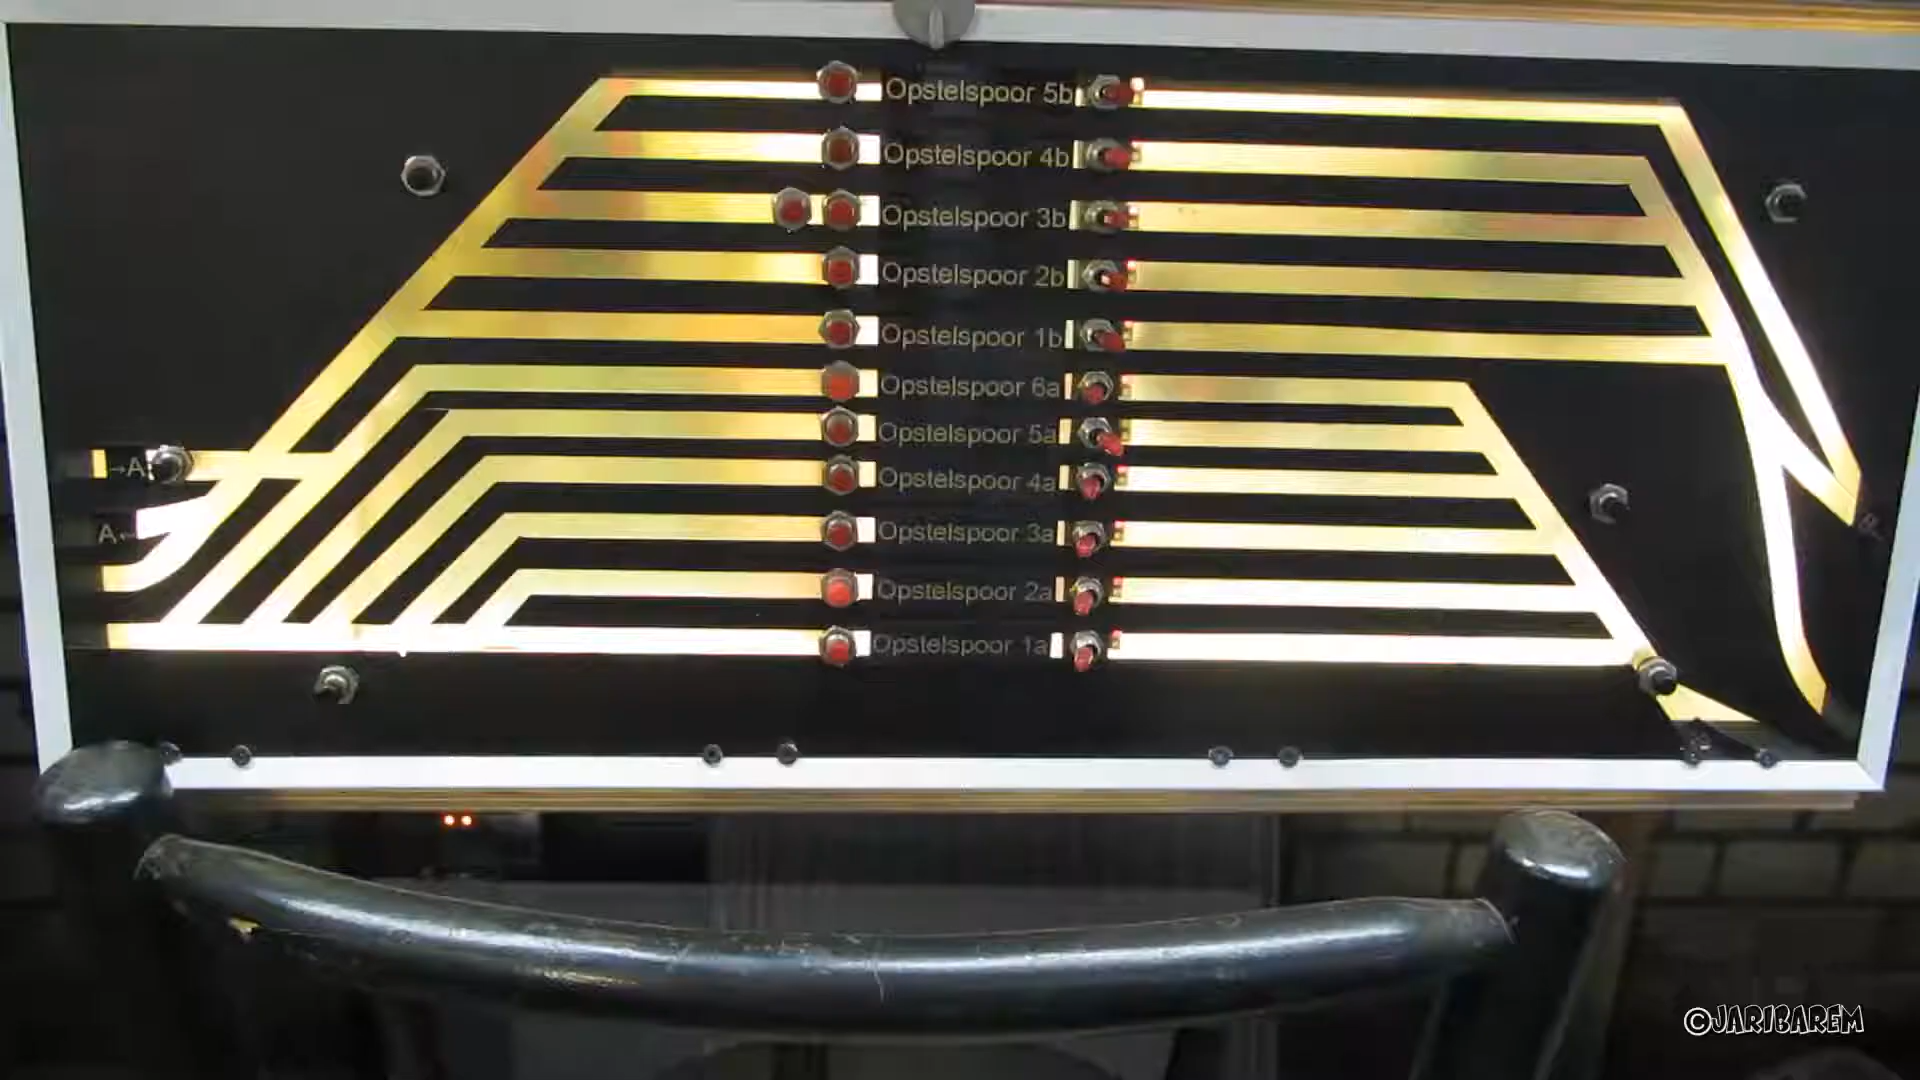 Opstelspoor 5b
Opstelspoor 4b
Opstelspoor 3b
Opstelspoor 2b
Opstelspoor 1b
Opstelspoor 6a
Opstelspoor 5a
→A
Opstelspoor 4a
A←
Opstelspoor 3a
Opstelspoor 2a
Opstelspoor 1a
©JARIBAREM